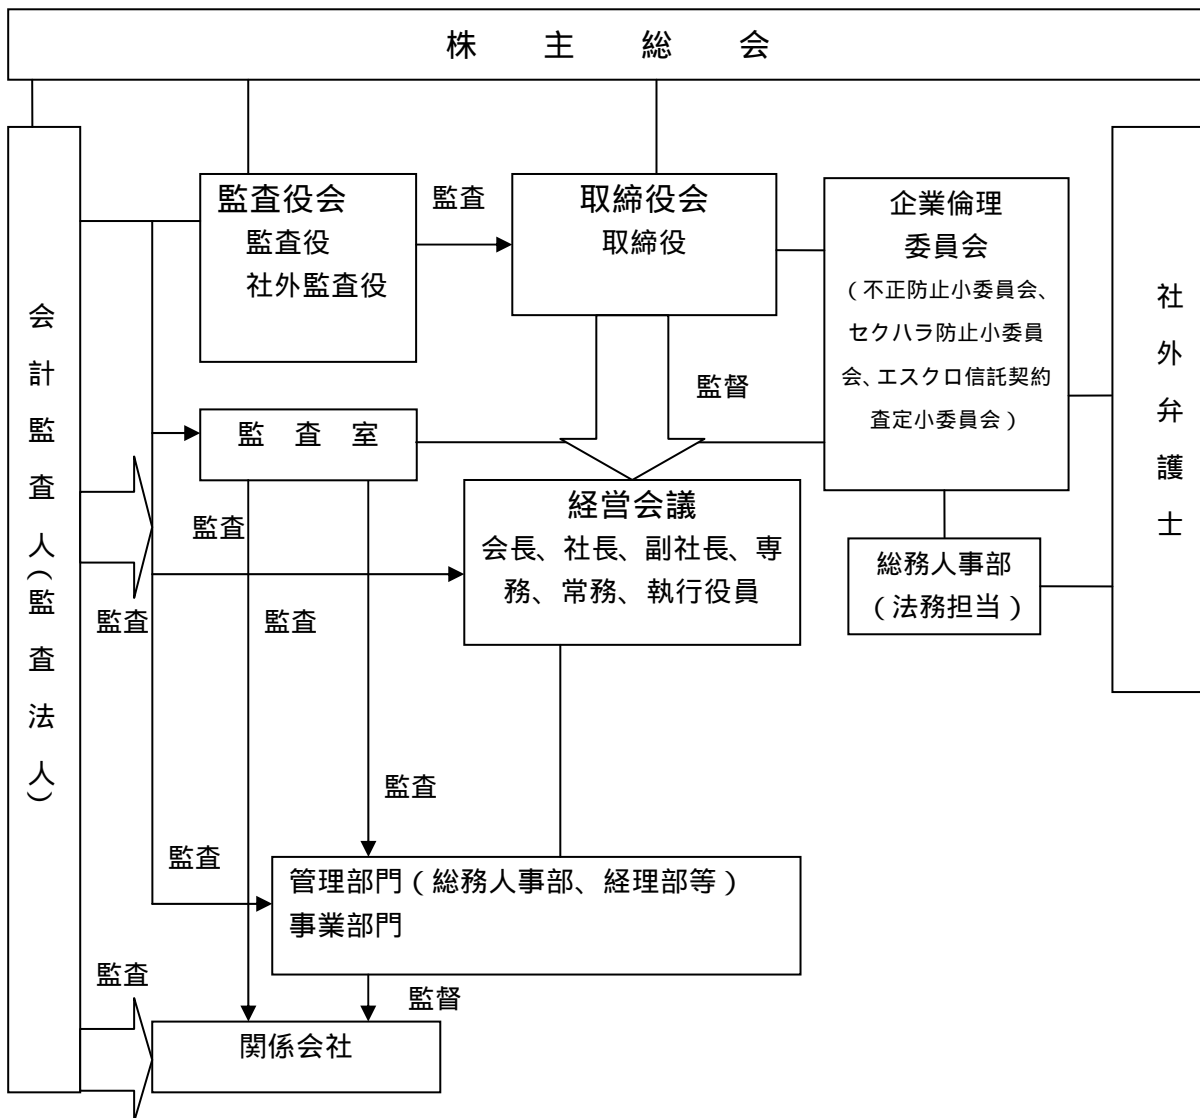 株主総会
会計監査人(監査法人)
監査役会
監査役
社外監査役
監査
取締役会
取締役
企業倫理
委員会
(不正防止小委員会、
セクハラ防止小委員
会、エスクロ信託契約
査定小委員会)
社外弁護士
監督
監査室
経営会議
会長、社長、副社長、専
務、常務、執行役員
総務人事部
(法務担当)
監査
監査
監査
監査
監査
管理部門(総務人事部、経理部等)
事業部門
監査
監督
関係会社